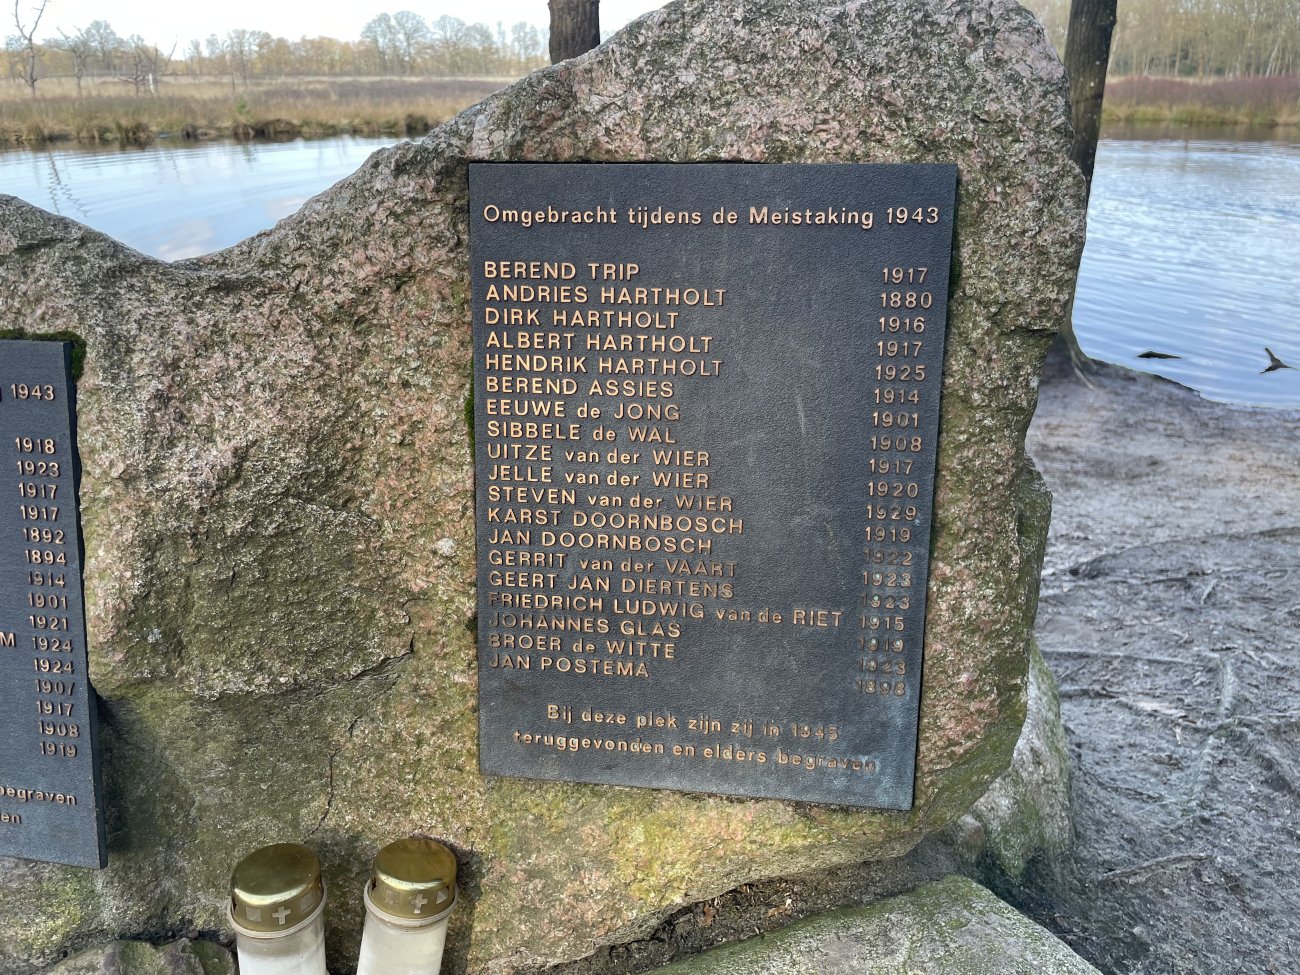 1943
1918
1923
1917
1917
1892
1894
1914
1901
1921
M 1924
1924
1907
1917
1908
1919
begraven
en
Omgebracht tijdens de Meistaking 1943
BEREND TRIP 1917
ANDRIES HARTHOLT 1880
DIRK HARTHOLT 1916
ALBERT HARTHOLT 1917
HENDRIK HARTHOLT 1925
BEREND ASSIES 1914
EEUWE de JONG 1901
SIBBELE de WAL 1908
UITZE van der WIER 1917
JELLE van der WIER 1920
STEVEN van der WIER 1929
KARST DOORNBOSCH 1919
JAN DOORNBOSCH 1922
GERRIT van der VAART 1923
GEERT JAN DIERTENS 1923
FRIEDRICH LUDWIG van de RIET 1915
JOHANNES GLAS 1919
BROER de WITTE 1923
JAN POSTEMA 1898
Bij deze plek zijn zij in 1945
teruggevonden en elders begraven